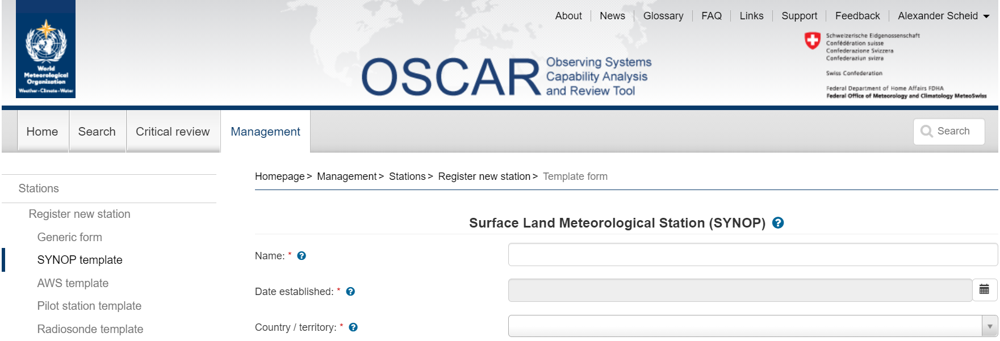 About News Glossary FAQ Links Support Feedback Alexander Scheid
World
Meteorological
Organization
Weather · Climate · Water
OSCAR
Observing Systems
Capability Analysis
and Review Tool
Schweizerische Eidgenossenschaft
Confédération suisse
Confederazione Svizzera
Confederaziun svizra
Swiss Confederation
Federal Department of Home Affairs FDHA
Federal Office of Meteorology and Climatology MeteoSwiss
Home Search Critical review Management
Search
Stations
Register new station
Generic form
SYNOP template
AWS template
Pilot station template
Radiosonde template
Homepage > Management > Stations > Register new station > Template form
Surface Land Meteorological Station (SYNOP) ?
Name: * ?
Date established: * ?
Country / territory: * ?